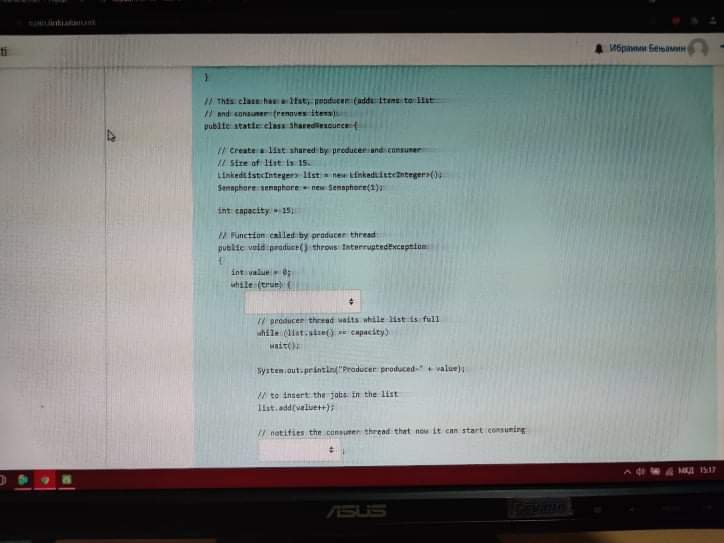 ti
Ибраими Бењамин
}
// This class has a list, producer (adds items to list
// and consumer (removes items).
public static class SharedResource {
// Create a list shared by producer and consumer
// Size of list is 15.
LinkedList<Integer> list = new LinkedList<Integer>();
Semaphore semaphore = new Semaphore(1);
int capacity = 15;
// Function called by producer thread
public void produce() throws InterruptedException
{
int value = 0;
while (true) {
// producer thread waits while list is full
while (list.size() == capacity)
wait();
System.out.println("Producer produced-" + value);
// to insert the jobs in the list
list.add(value++);
// notifies the consumer thread that now it can start consuming
;
МКД 15:17
ASUS